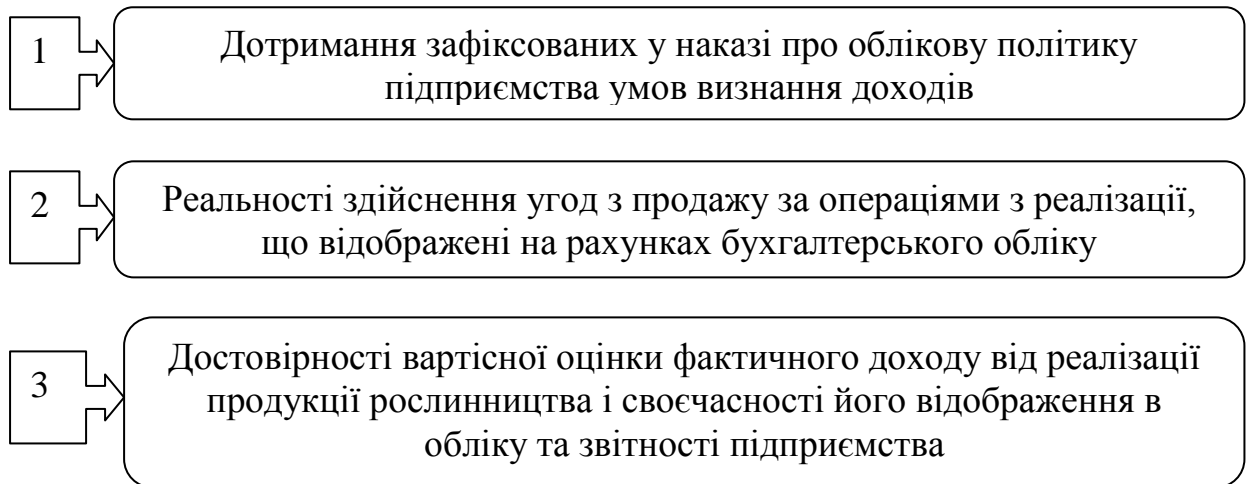 1
Дотримання зафіксованих у наказі про облікову політику
підприємства умов визнання доходів
2
Реальності здійснення угод з продажу за операціями з реалізації,
що відображені на рахунках бухгалтерського обліку
3
Достовірності вартісної оцінки фактичного доходу від реалізації
продукції рослинництва і своєчасності його відображення в
обліку та звітності підприємства